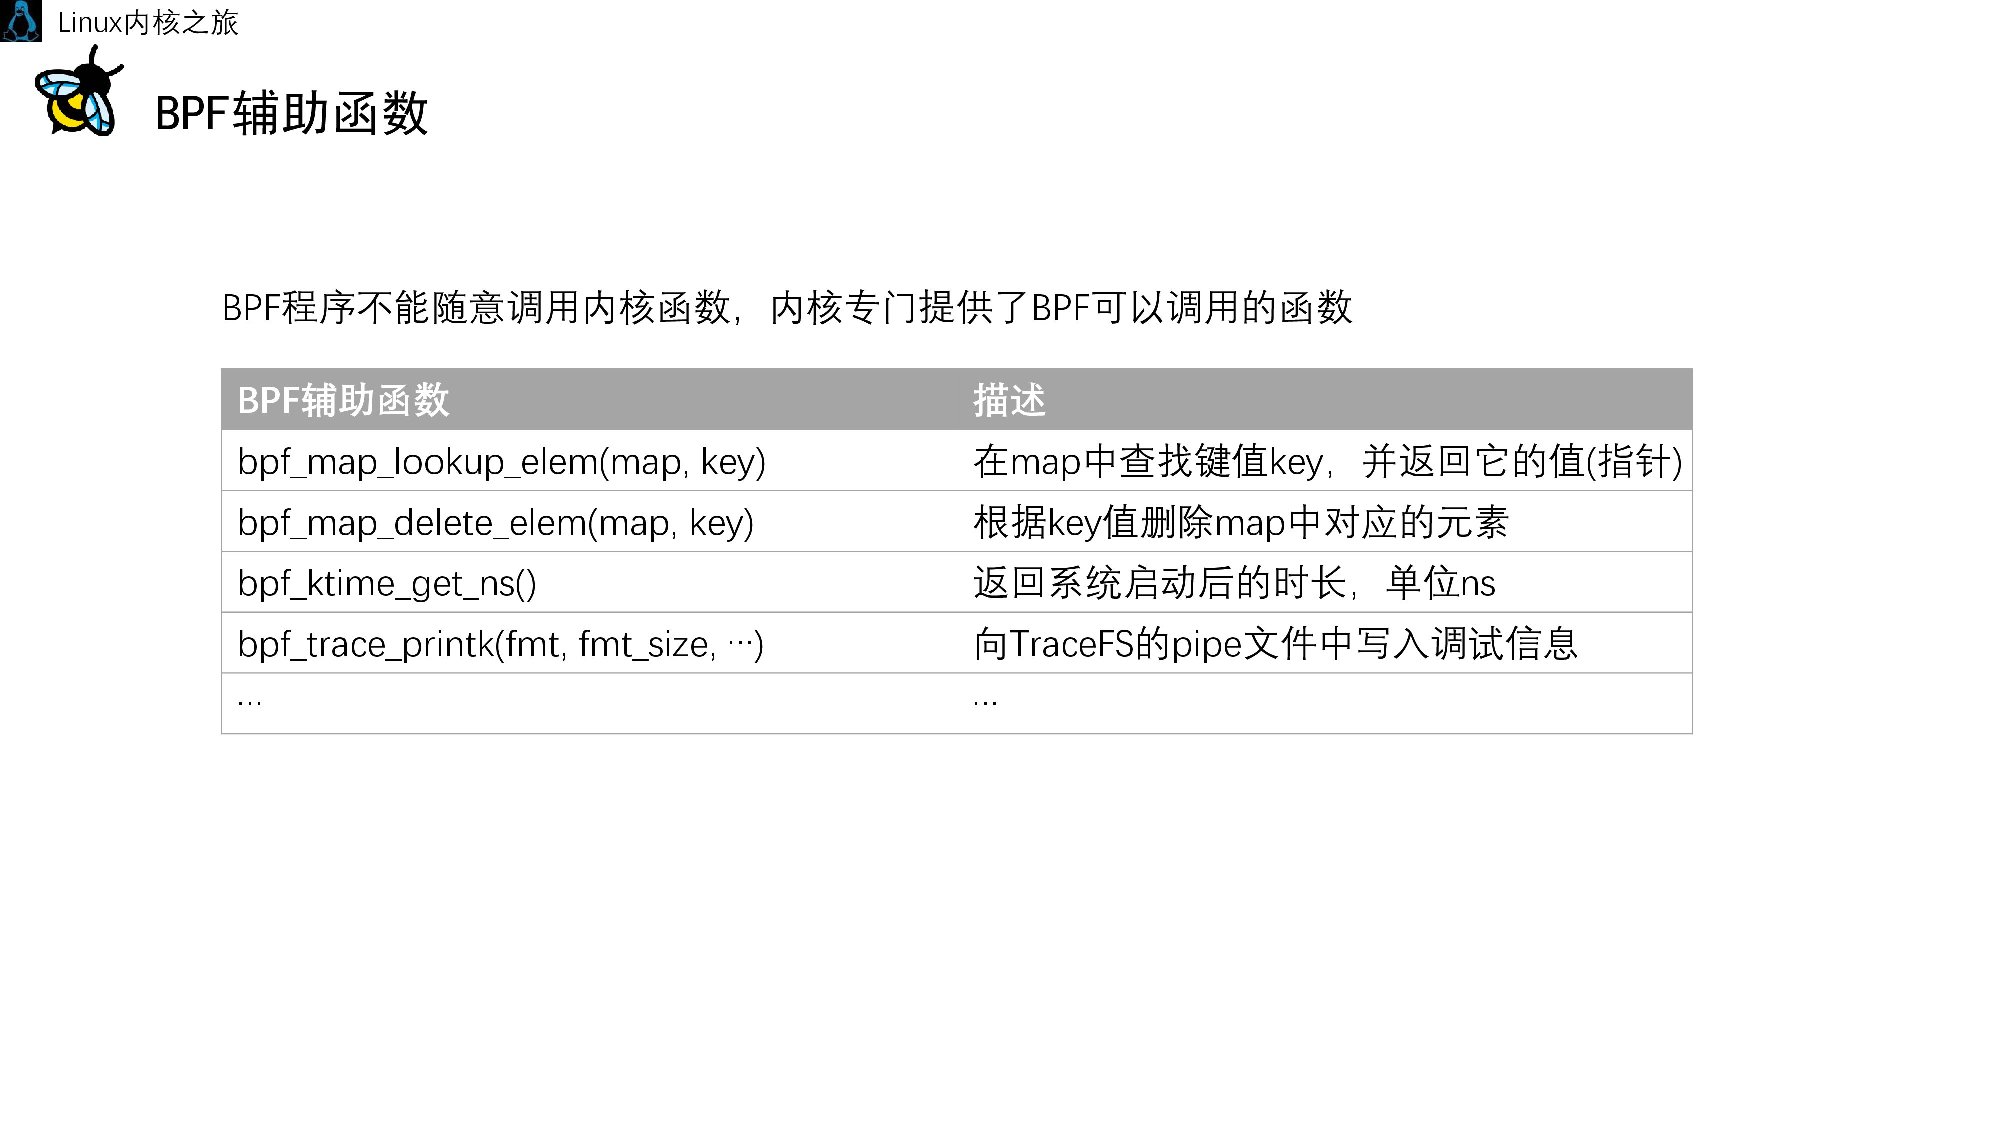 Linux内核之旅
BPF辅助函数
BPF程序不能随意调用内核函数，内核专门提供了BPF可以调用的函数
BPF辅助函数 描述
bpf_map_lookup_elem(map, key) 在map中查找键值key，并返回它的值(指针)
bpf_map_delete_elem(map, key) 根据key值删除map中对应的元素
bpf_ktime_get_ns() 返回系统启动后的时长，单位ns
bpf_trace_printk(fmt, fmt_size, …) 向TraceFS的pipe文件中写入调试信息
… …